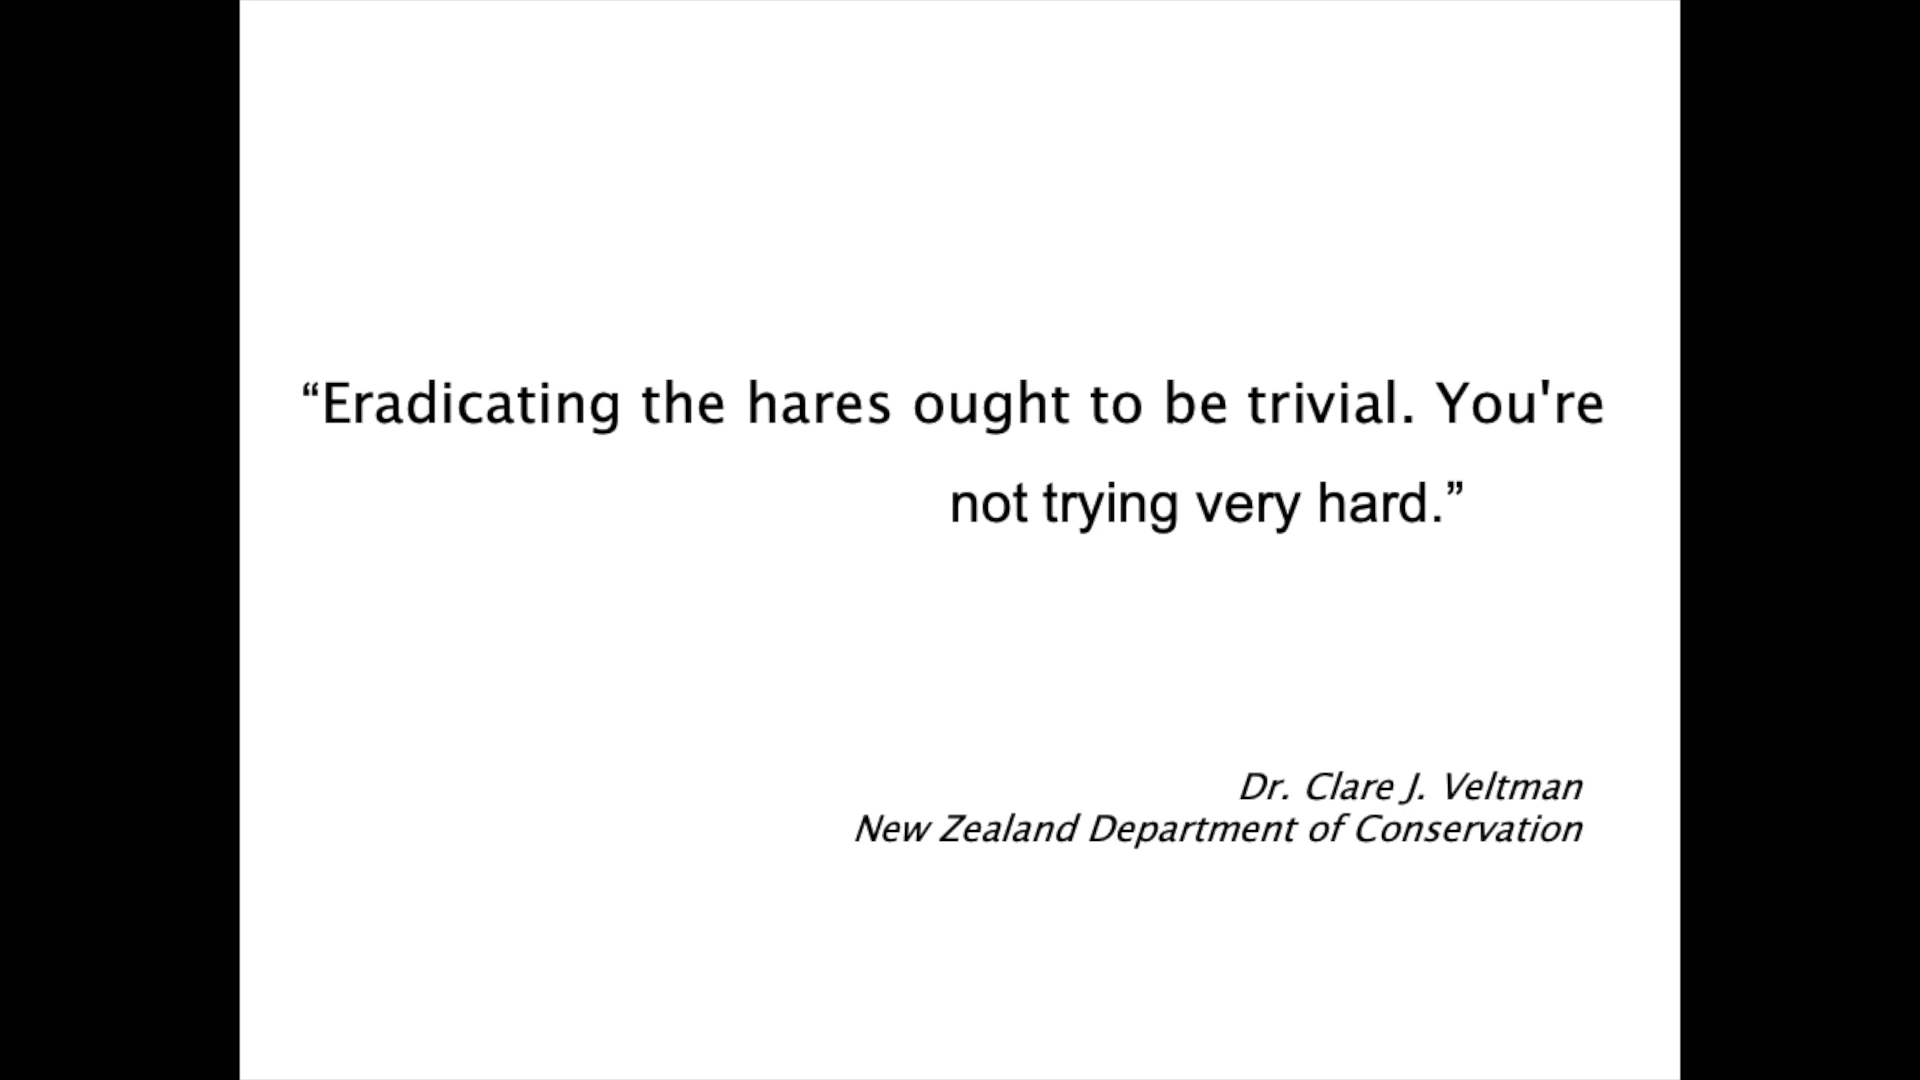 “Eradicating the hares ought to be trivial. You're
not trying very hard.”
Dr. Clare J. Veltman
New Zealand Department of Conservation